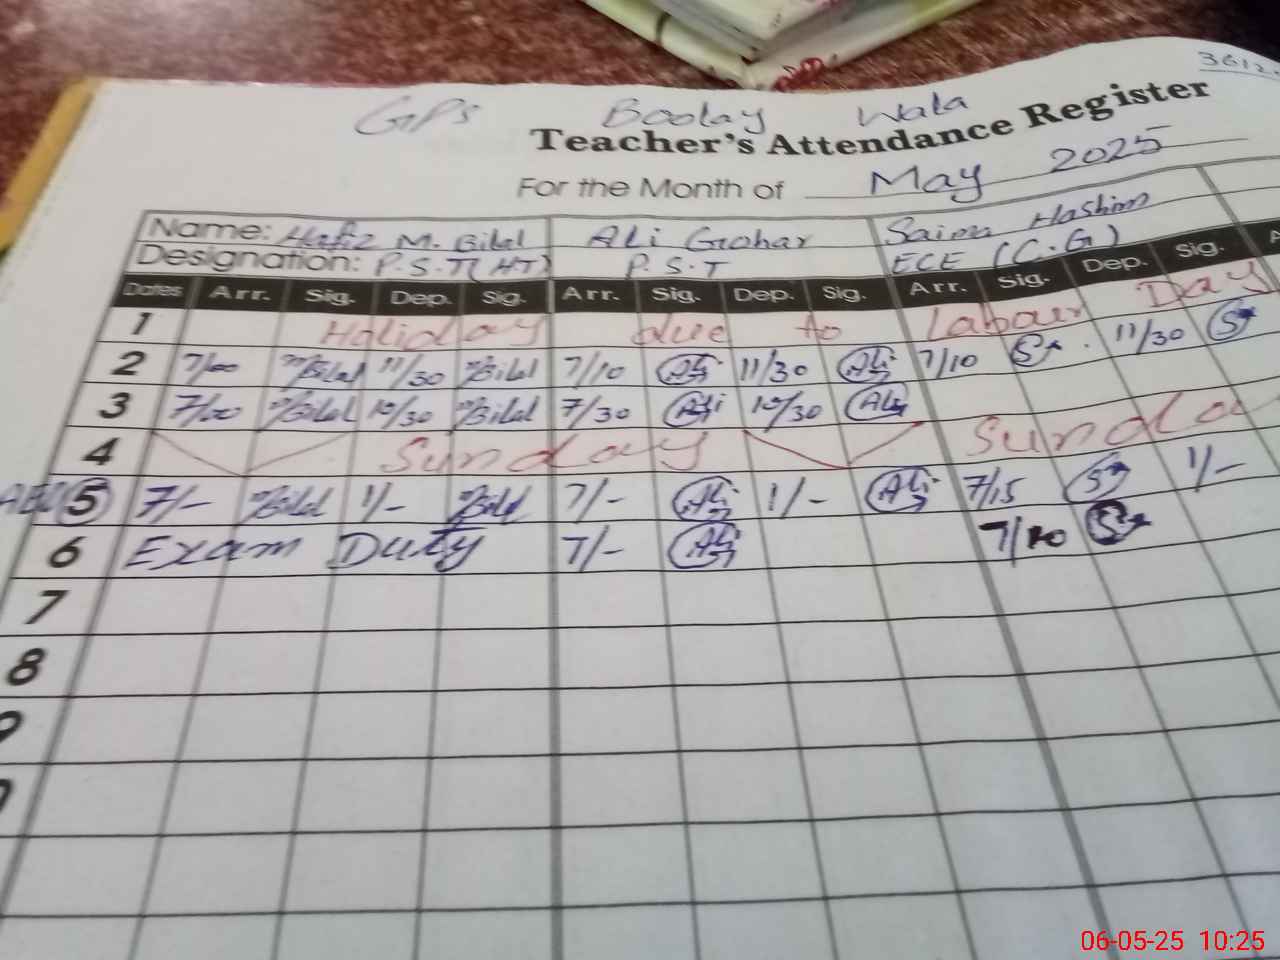 3612
GPS Boolay Wala
Teacher's Attendance Register
For the Month of May 2025
Name: Hafiz M. Bilal Ali Gohar Saima Hashim
Designation: P.S.T (HT) P.S.T ECE (C.G)
Dates Arr. Sig. Dep. Sig. Arr. Sig. Dep. Sig. Arr. Sig. Dep. Sig. A
1 Holiday due to Labour Day
2 7/00 Bilal 11/30 Bilal 7/10 Ali 11/30 Ali 7/10 11/30
3 7/00 Bilal 10/30 Bilal 7/30 Ali 10/30 Ali
4 Sunday Sunda
5 7/- Bilal 1/- Bilal 7/- Ali 1/- Ali 7/15 1/-
6 Exam Duty 7/- Ali 7/10
7
8
06-05-25 10:25